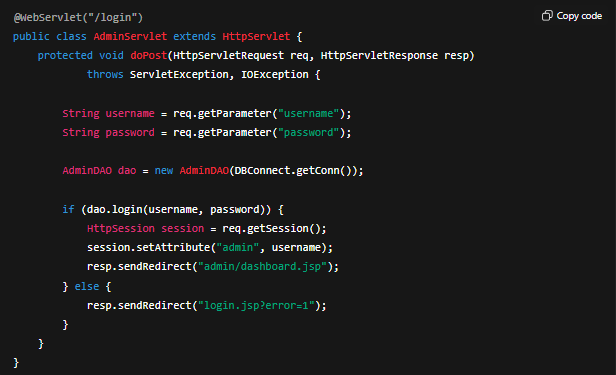 @WebServlet("/login")
Copy code
public class AdminServlet extends HttpServlet {
    protected void doPost(HttpServletRequest req, HttpServletResponse resp)
            throws ServletException, IOException {
        String username = req.getParameter("username");
        String password = req.getParameter("password");
        AdminDAO dao = new AdminDAO(DBConnect.getConn());
        if (dao.login(username, password)) {
            HttpSession session = req.getSession();
            session.setAttribute("admin", username);
            resp.sendRedirect("admin/dashboard.jsp");
        } else {
            resp.sendRedirect("login.jsp?error=1");
        }
    }
}